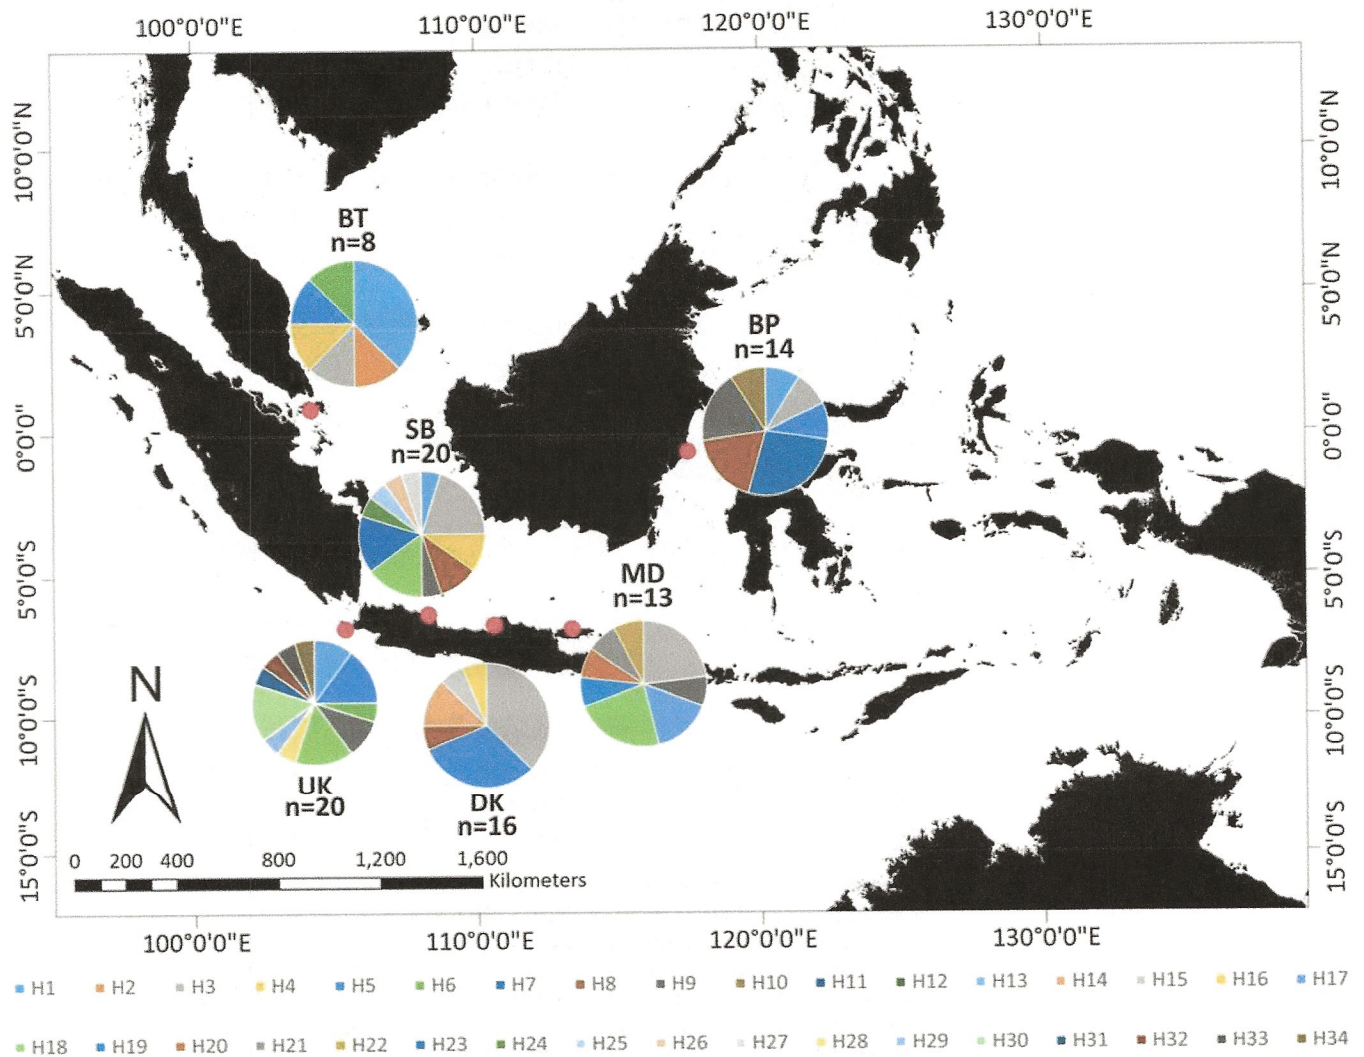 100°0'0"E 110°0'0"E 120°0'0"E 130°0'0"E
10°0'0"N 10°0'0"N
BT
n=8
5°0'0"N 5°0'0"N
BP
n=14
SB
n=20
0°0'0" 0°0'0"
MD
n=13
5°0'0"S 5°0'0"S
N
10°0'0"S 10°0'0"S
UK
n=20
DK
n=16
15°0'0"S 15°0'0"S
0 200 400 800 1,200 1,600
Kilometers
100°0'0"E 110°0'0"E 120°0'0"E 130°0'0"E
H1 H2 H3 H4 H5 H6 H7 H8 H9 H10 H11 H12 H13 H14 H15 H16 H17
H18 H19 H20 H21 H22 H23 H24 H25 H26 H27 H28 H29 H30 H31 H32 H33 H34